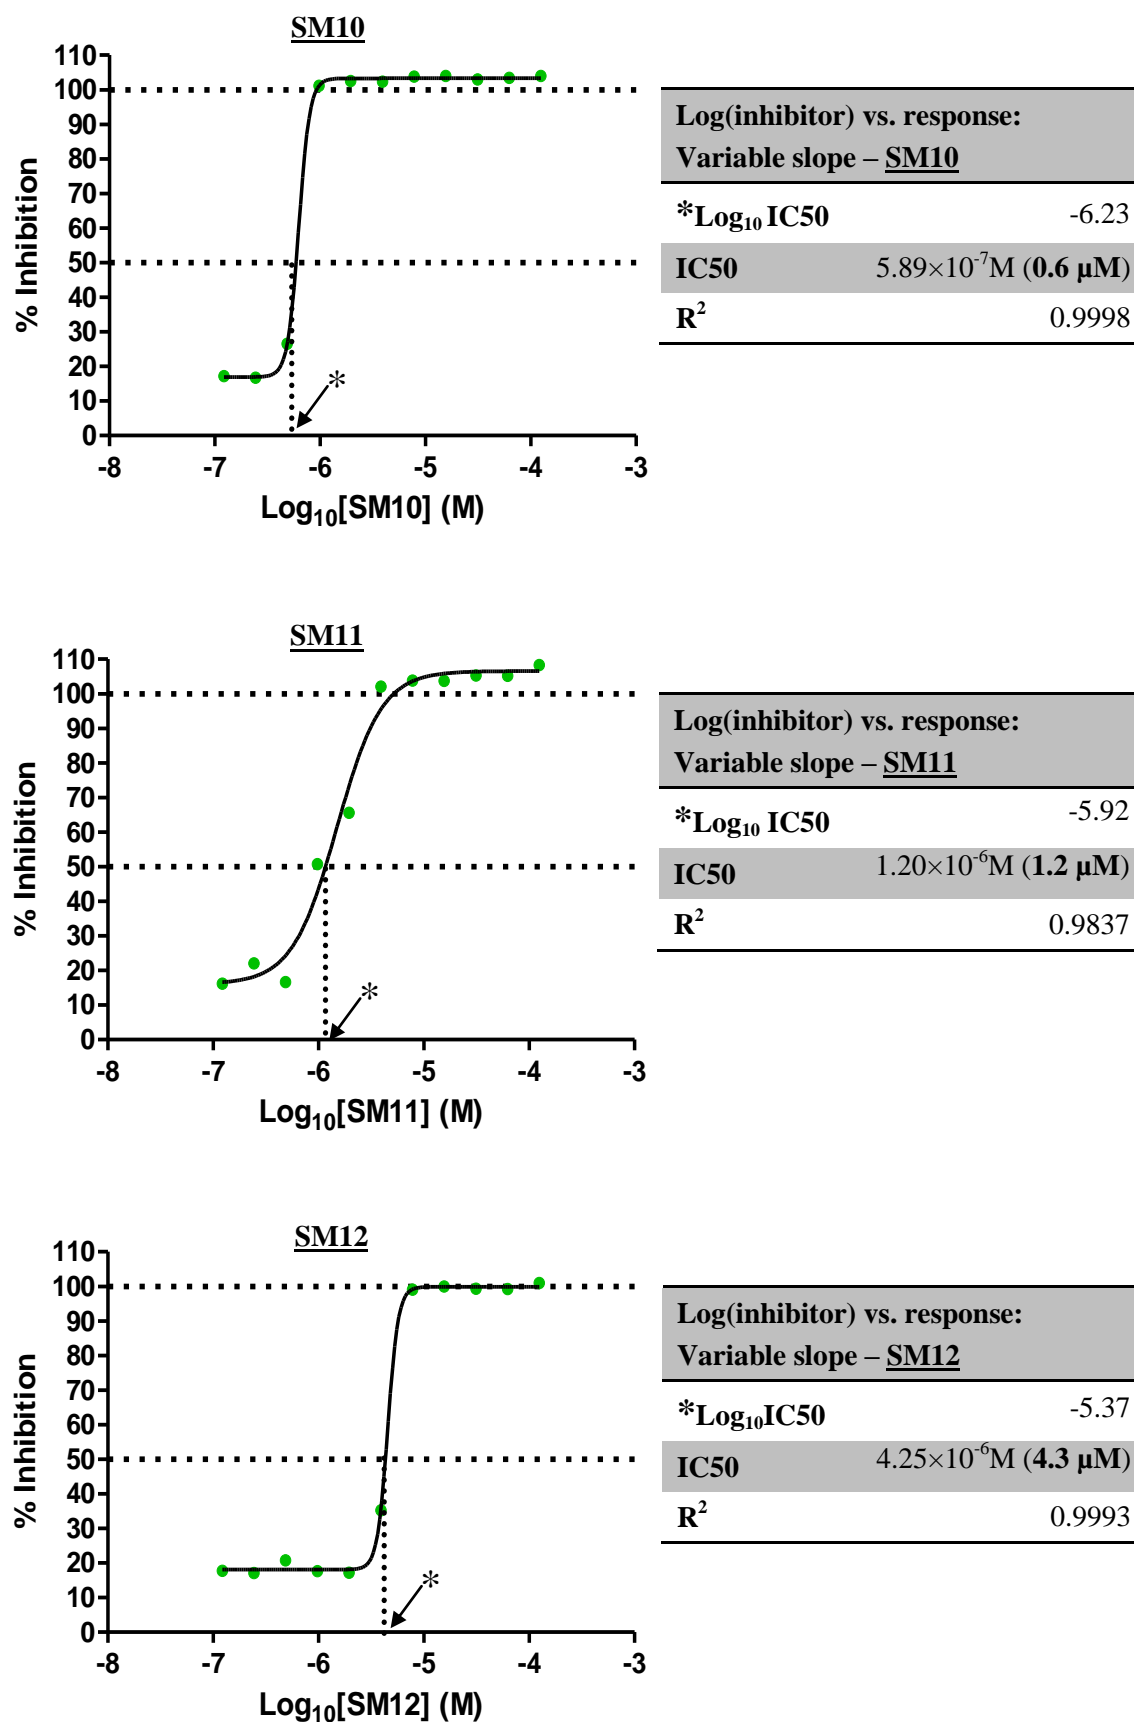 SM10
110
100
90
80
70
60
50
40
30
20
10
0
% Inhibition
-8 -7 -6 -5 -4 -3
Log₁₀[SM10] (M)
*
Log(inhibitor) vs. response:
Variable slope – SM10
*Log₁₀ IC50 -6.23
IC50 5.89×10⁻⁷M (0.6 µM)
R² 0.9998
SM11
110
100
90
80
70
60
50
40
30
20
10
0
% Inhibition
-8 -7 -6 -5 -4 -3
Log₁₀[SM11] (M)
*
Log(inhibitor) vs. response:
Variable slope – SM11
*Log₁₀ IC50 -5.92
IC50 1.20×10⁻⁶M (1.2 µM)
R² 0.9837
SM12
110
100
90
80
70
60
50
40
30
20
10
0
% Inhibition
-8 -7 -6 -5 -4 -3
Log₁₀[SM12] (M)
*
Log(inhibitor) vs. response:
Variable slope – SM12
*Log₁₀IC50 -5.37
IC50 4.25×10⁻⁶M (4.3 µM)
R² 0.9993